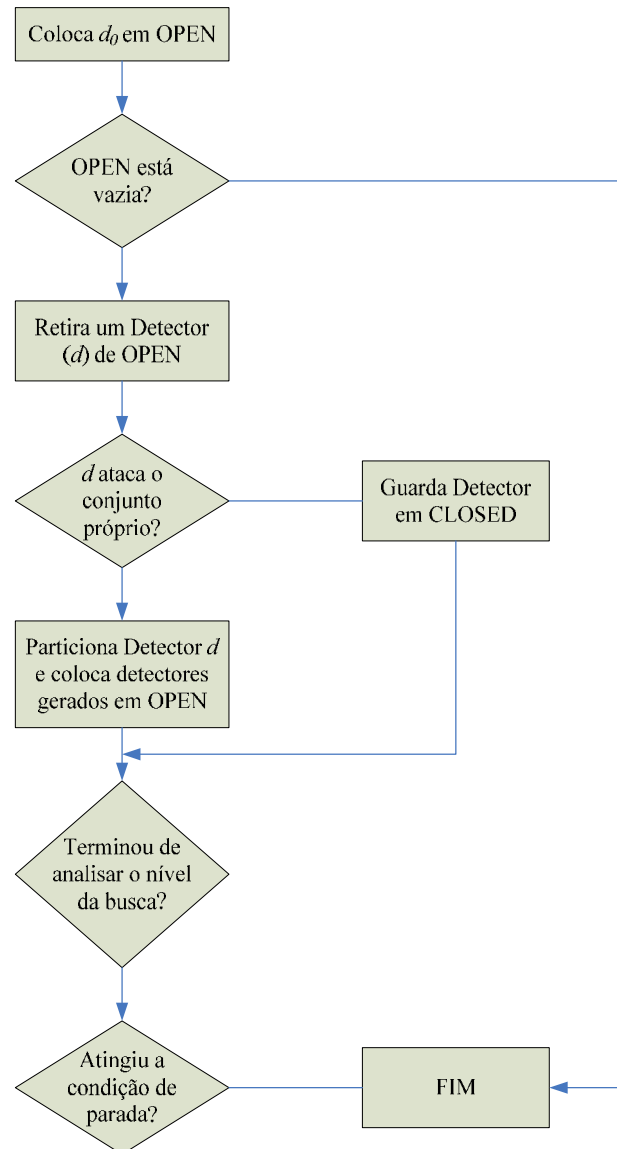 Coloca d0 em OPEN
OPEN está
vazia?
Retira um Detector
(d) de OPEN
d ataca o
conjunto
próprio?
Guarda Detector
em CLOSED
Particiona Detector d
e coloca detectores
gerados em OPEN
Terminou de
analisar o nível
da busca?
Atingiu a
condição de
parada?
FIM